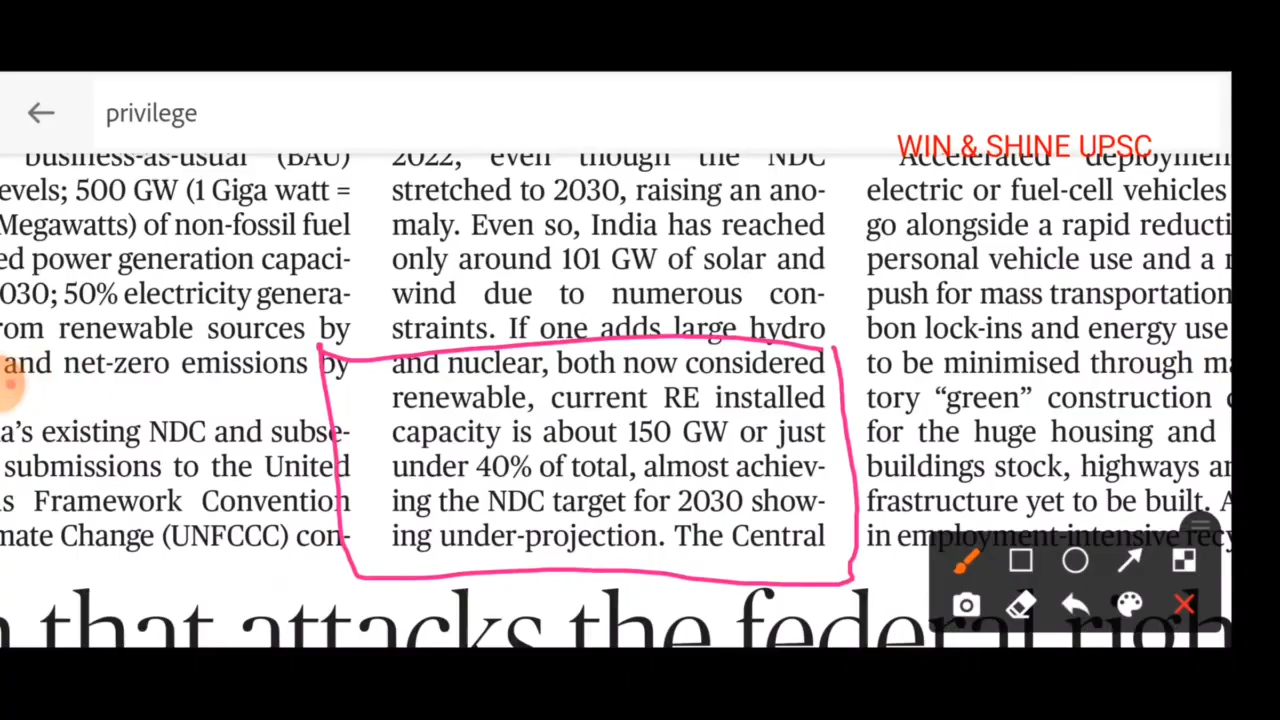 privilege
WIN & SHINE UPSC
business-as-usual (BAU)
evels; 500 GW (1 Giga watt =
Megawatts) of non-fossil fuel
ed power generation capaci-
030; 50% electricity genera-
rom renewable sources by
and net-zero emissions by
a's existing NDC and subse-
submissions to the United
s Framework Convention
mate Change (UNFCCC) con-
2022, even though the NDC
stretched to 2030, raising an ano-
maly. Even so, India has reached
only around 101 GW of solar and
wind due to numerous con-
straints. If one adds large hydro
and nuclear, both now considered
renewable, current RE installed
capacity is about 150 GW or just
under 40% of total, almost achiev-
ing the NDC target for 2030 show-
ing under-projection. The Central
Accelerated deploymen
electric or fuel-cell vehicles
go alongside a rapid reducti
personal vehicle use and a
push for mass transportation
bon lock-ins and energy use
to be minimised through ma
tory “green” construction
for the huge housing and
buildings stock, highways an
frastructure yet to be built. A
in employment-intensive recy
that attacks the federal righ